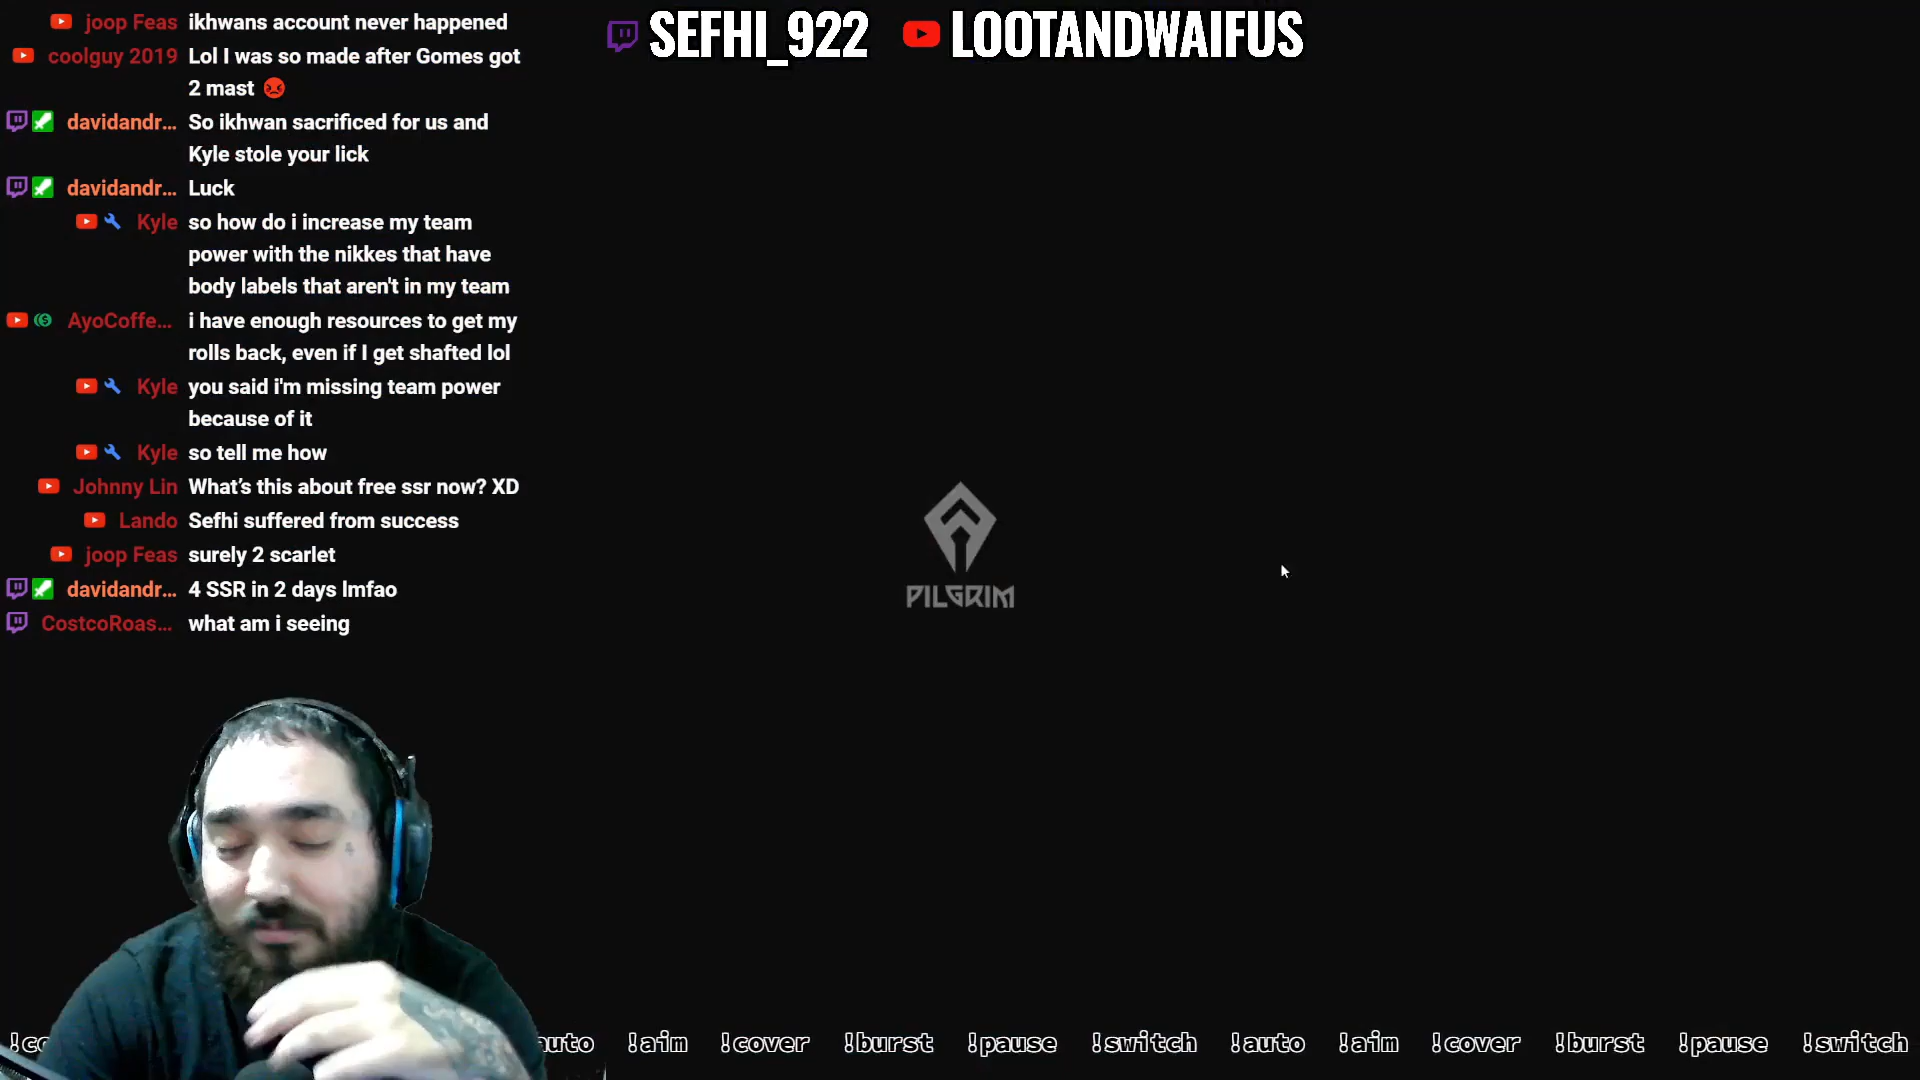 SEFHI_922 LOOTANDWAIFUS
joop Feas ikhwans account never happened
coolguy 2019 Lol I was so made after Gomes got
2 mast
davidandr... So ikhwan sacrificed for us and
Kyle stole your lick
davidandr... Luck
Kyle so how do i increase my team
power with the nikkes that have
body labels that aren't in my team
AyoCoffe... i have enough resources to get my
rolls back, even if I get shafted lol
Kyle you said i'm missing team power
because of it
Kyle so tell me how
Johnny Lin What's this about free ssr now? XD
Lando Sefhi suffered from success
joop Feas surely 2 scarlet
davidandr... 4 SSR in 2 days lmfao
CostcoRoas... what am i seeing
PILGRIM
!co auto !aim !cover !burst !pause !switch !auto !aim !cover !burst !pause !switch